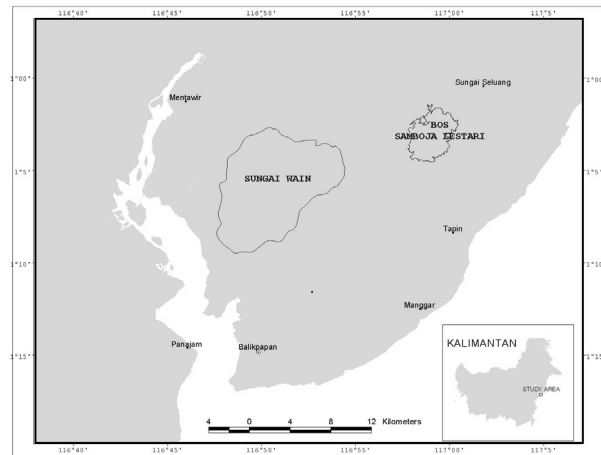 116°40' 116°45' 116°50' 116°55' 117°00' 117°5'
1°00' 1°00'
Sungai Seluang
Mentawir
BOS
SAMBOJA LESTARI
SUNGAI WAIN
1°5' 1°5'
Tapin
1°10' 1°10'
Manggar
KALIMANTAN
Panajam
Balikpapan
1°15' 1°15'
STUDY AREA
4 0 4 8 12 Kilometers
116°40' 116°45' 116°50' 116°55' 117°00' 117°5'